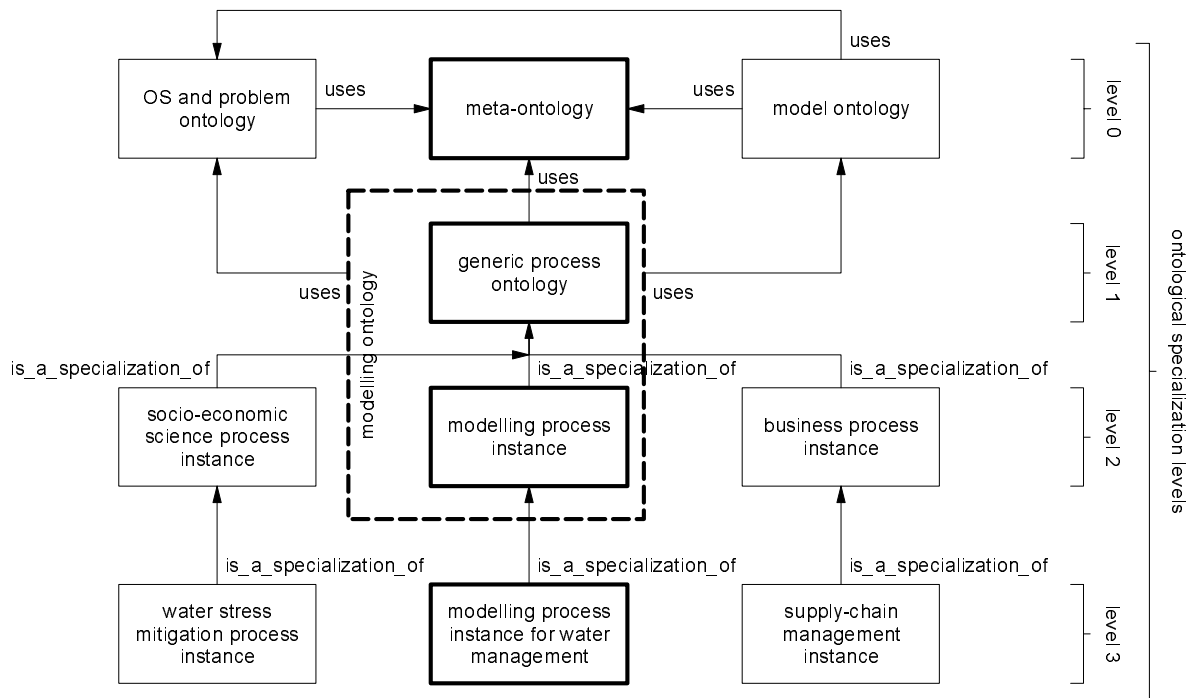 uses
OS and problem
ontology
uses
meta-ontology
uses
model ontology
level 0
uses
generic process
ontology
level 1
uses
uses
modelling ontology
ontological specialization levels
is_a_specialization_of
is_a_specialization_of
is_a_specialization_of
socio-economic
science process
instance
modelling process
instance
business process
instance
level 2
is_a_specialization_of
is_a_specialization_of
is_a_specialization_of
water stress
mitigation process
instance
modelling process
instance for water
management
supply-chain
management
instance
level 3